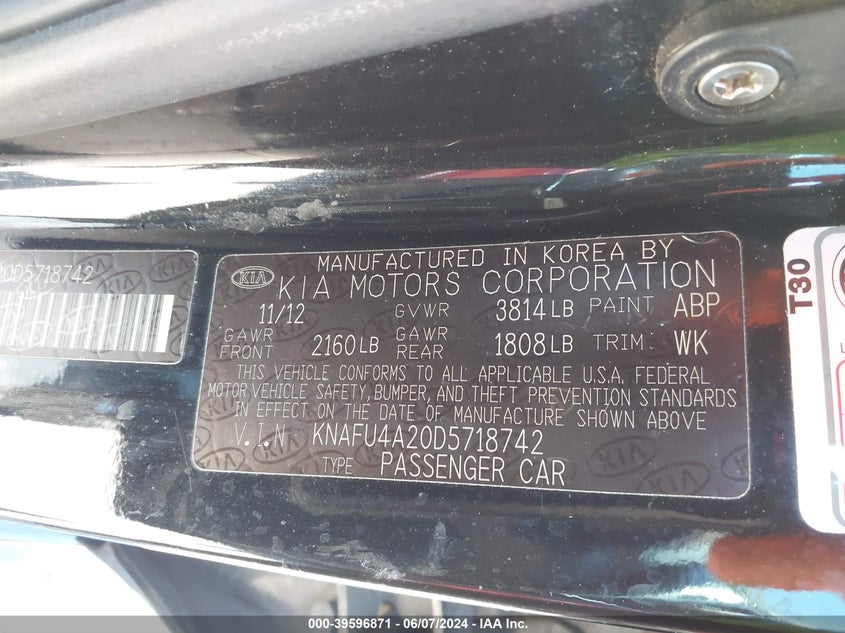 20D5718742
KIA
MANUFACTURED IN KOREA BY
KIA MOTORS CORPORATION
11/12 GVWR 3814 LB PAINT ABP
GAWR FRONT 2160 LB GAWR REAR 1808 LB TRIM: WK
THIS VEHICLE CONFORMS TO ALL APPLICABLE U.S.A. FEDERAL
MOTOR VEHICLE SAFETY, BUMPER, AND THEFT PREVENTION STANDARDS
IN EFFECT ON THE DATE OF MANUFACTURE SHOWN ABOVE
V.I.N: KNAFU4A20D5718742
TYPE: PASSENGER CAR
T30
000-39596871 - 06/07/2024 - IAA Inc.